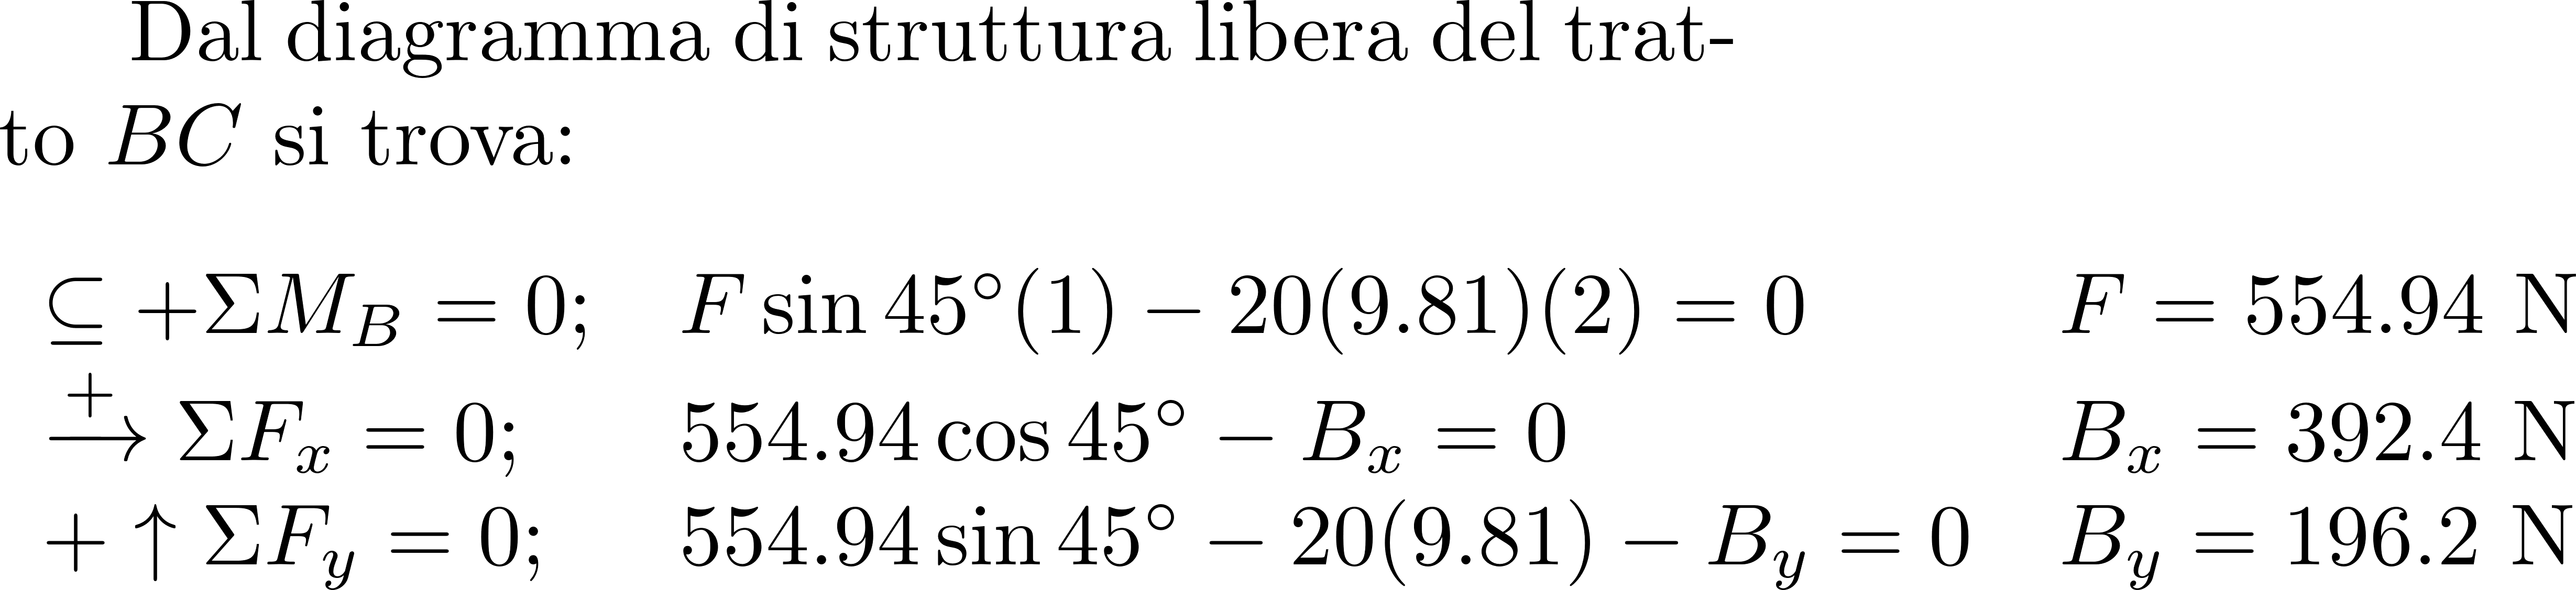 Dal diagramma di struttura libera del trat-
to BC si trova:
⊆ +ΣM_B = 0; F sin 45°(1) − 20(9.81)(2) = 0 F = 554.94 N
\xrightarrow{+} ΣF_x = 0; 554.94 cos 45° − B_x = 0 B_x = 392.4 N
+ ↑ ΣF_y = 0; 554.94 sin 45° − 20(9.81) − B_y = 0 B_y = 196.2 N